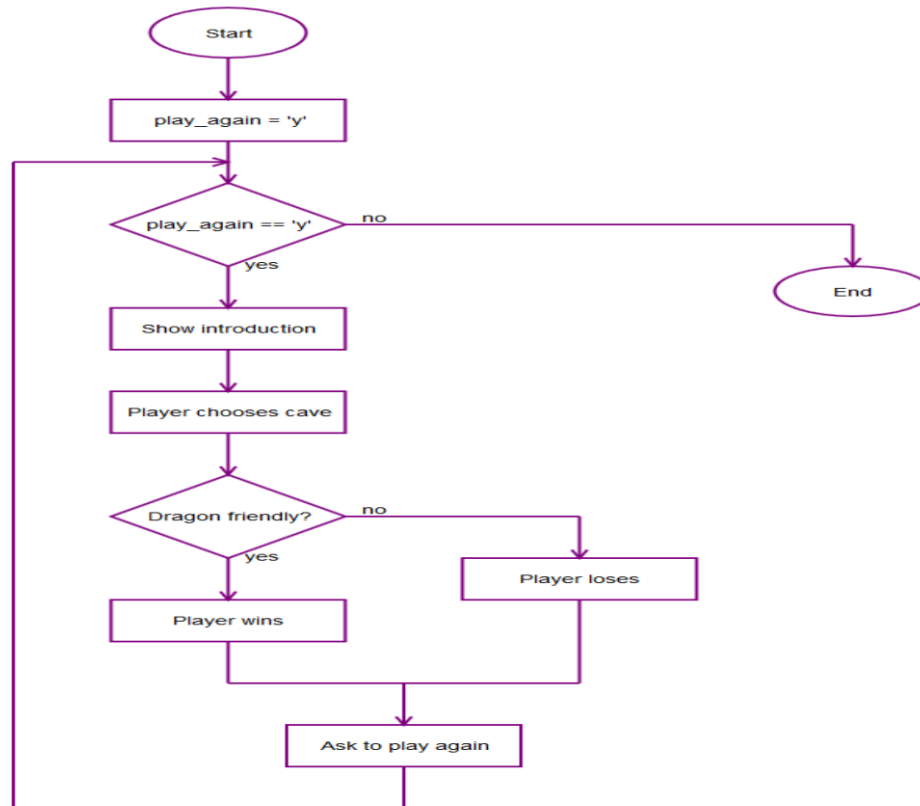 Start
play_again = 'y'
play_again == 'y'
no
yes
End
Show introduction
Player chooses cave
Dragon friendly?
no
yes
Player loses
Player wins
Ask to play again